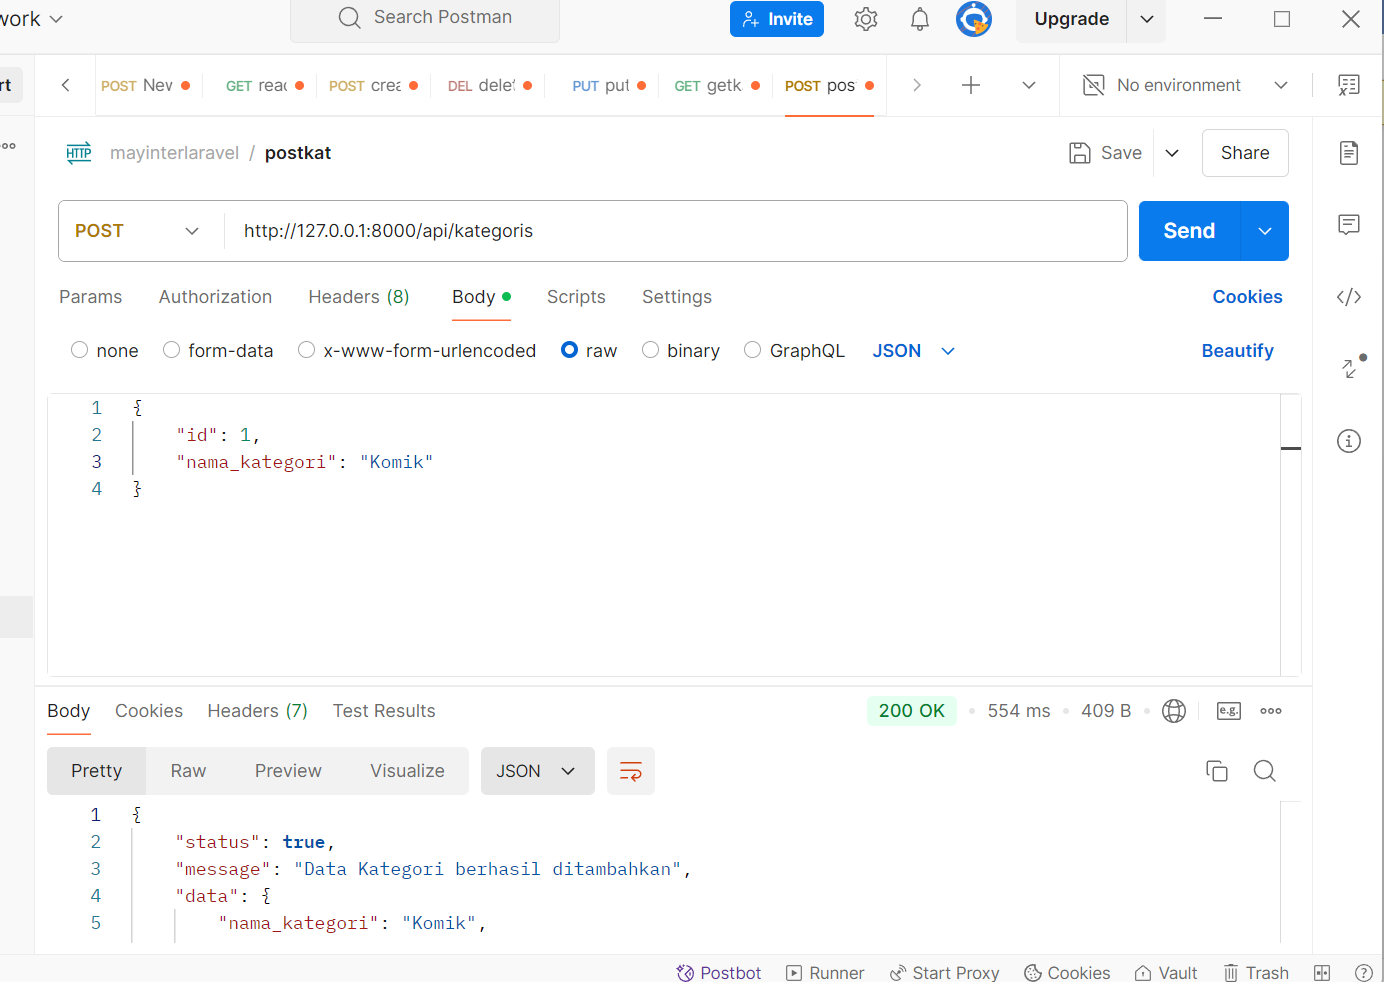 work
Search Postman
Invite
Upgrade
rt
POST New
GET read
POST crea
DEL delet
PUT put
GET getk
POST pos
No environment
HTTP mayinterlaravel / postkat
Save
Share
POST
http://127.0.0.1:8000/api/kategoris
Send
Params Authorization Headers (8) Body Scripts Settings
Cookies
none form-data x-www-form-urlencoded raw binary GraphQL JSON
Beautify
1 {
2 "id": 1,
3 "nama_kategori": "Komik"
4 }
Body Cookies Headers (7) Test Results
200 OK 554 ms 409 B e.g.
Pretty Raw Preview Visualize JSON
1 {
2 "status": true,
3 "message": "Data Kategori berhasil ditambahkan",
4 "data": {
5 "nama_kategori": "Komik",
Postbot Runner Start Proxy Cookies Vault Trash